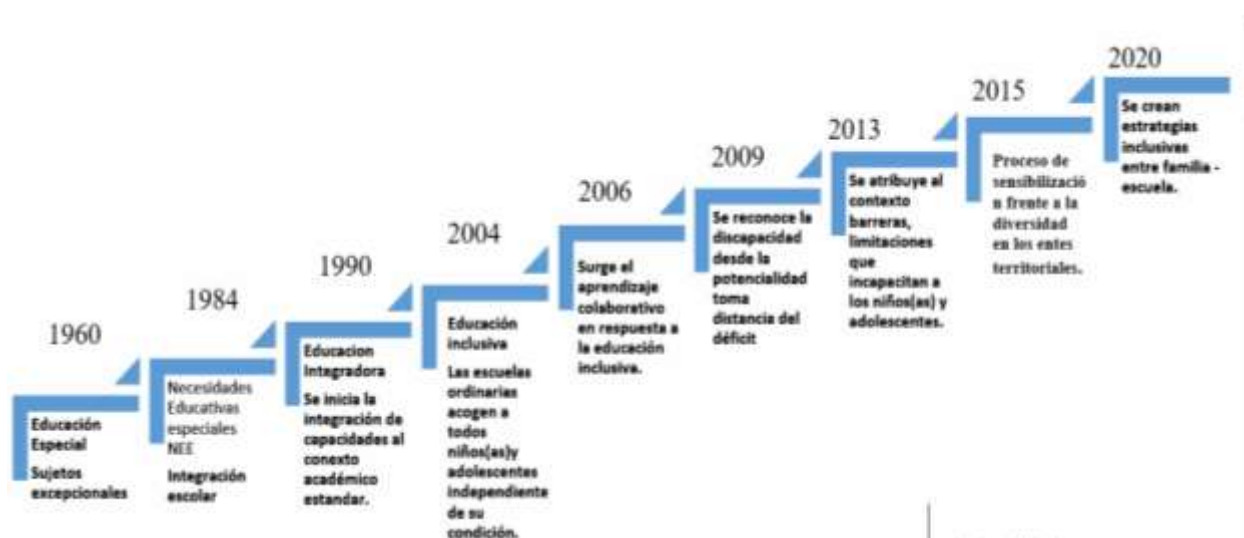 1960
Educación
Especial
Sujetos
excepcionales
1984
Necesidades
Educativas
especiales
NEE
Integración
escolar
1990
Educacion
Integradora
Se inicia la
integración de
capacidades al
conexto
académico
estandar.
2004
Educación
inclusiva
Las escuelas
ordinarias
acogen a
todos
niños(as)y
adolescentes
independiente
de su
condición.
2006
Surge el
aprendizaje
colaborativo
en respuesta a
la educación
inclusiva.
2009
Se reconoce la
discapacidad
desde la
potencialidad
toma
distancia del
déficit
2013
Se atribuye al
contexto
barreras,
limitaciones
que
incapacitan a
los niños(as) y
adolescentes.
2015
Proceso de
sensibilizació
n frente a la
diversidad
en los entes
territoriales.
2020
Se crean
estrategias
inclusivas
entre familia -
escuela.